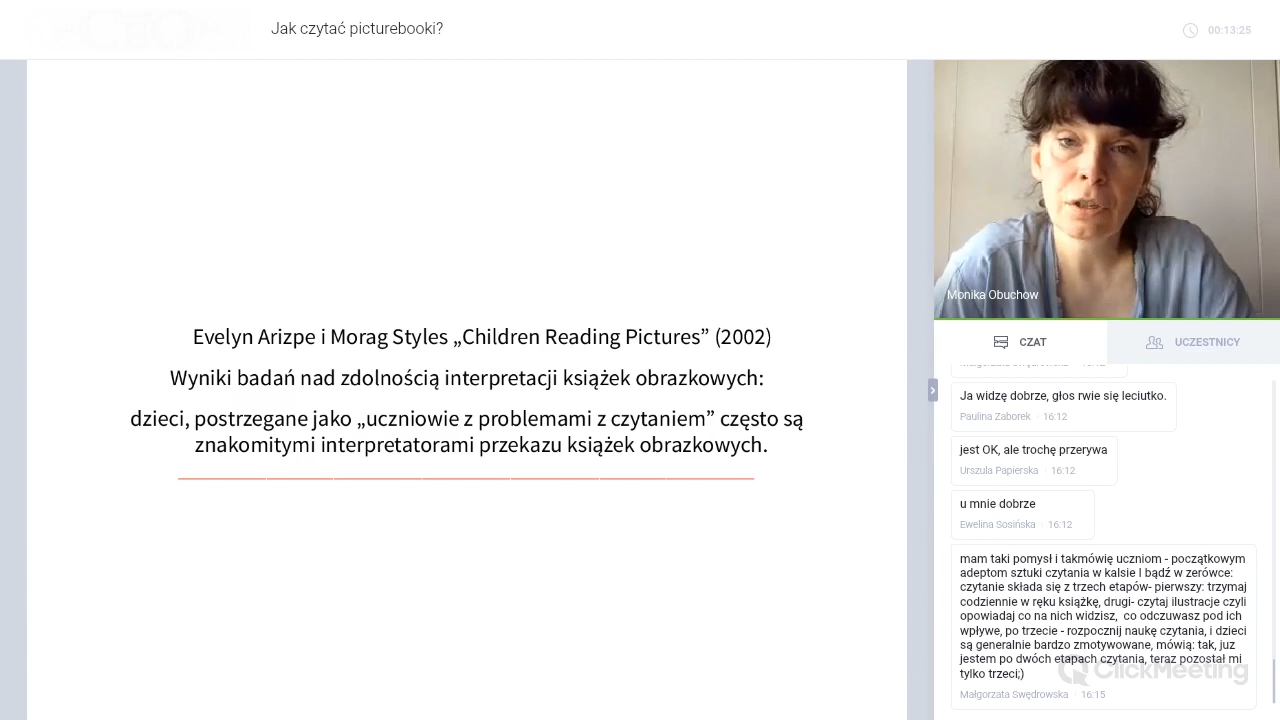 Jak czytać picturebooki?
00:13:25
Evelyn Arizpe i Morag Styles „Children Reading Pictures” (2002)
Wyniki badań nad zdolnością interpretacji książek obrazkowych:
dzieci, postrzegane jako „uczniowie z problemami z czytaniem” często są
znakomitymi interpretatorami przekazu książek obrazkowych.
Monika Obuchow
CZAT
UCZESTNICY
Ja widzę dobrze, głos rwie się leciutko.
Paulina Zaborek 16:12
jest OK, ale trochę przerywa
Urszula Papierska 16:12
u mnie dobrze
Ewelina Sosińska 16:12
mam taki pomysł i takmówię uczniom - początkowym
adeptom sztuki czytania w kalsie I bądź w zerówce:
czytanie składa się z trzech etapów- pierwszy: trzymaj
codziennie w ręku książkę, drugi- czytaj ilustracje czyli
opowiadaj co na nich widzisz, co odczuwasz pod ich
wpływe, po trzecie - rozpocznij naukę czytania, i dzieci
są generalnie bardzo zmotywowane, mówią: tak, juz
jestem po dwóch etapach czytania, teraz pozostał mi
tylko trzeci;)
ClickMeeting
Małgorzata Swędrowska 16:15